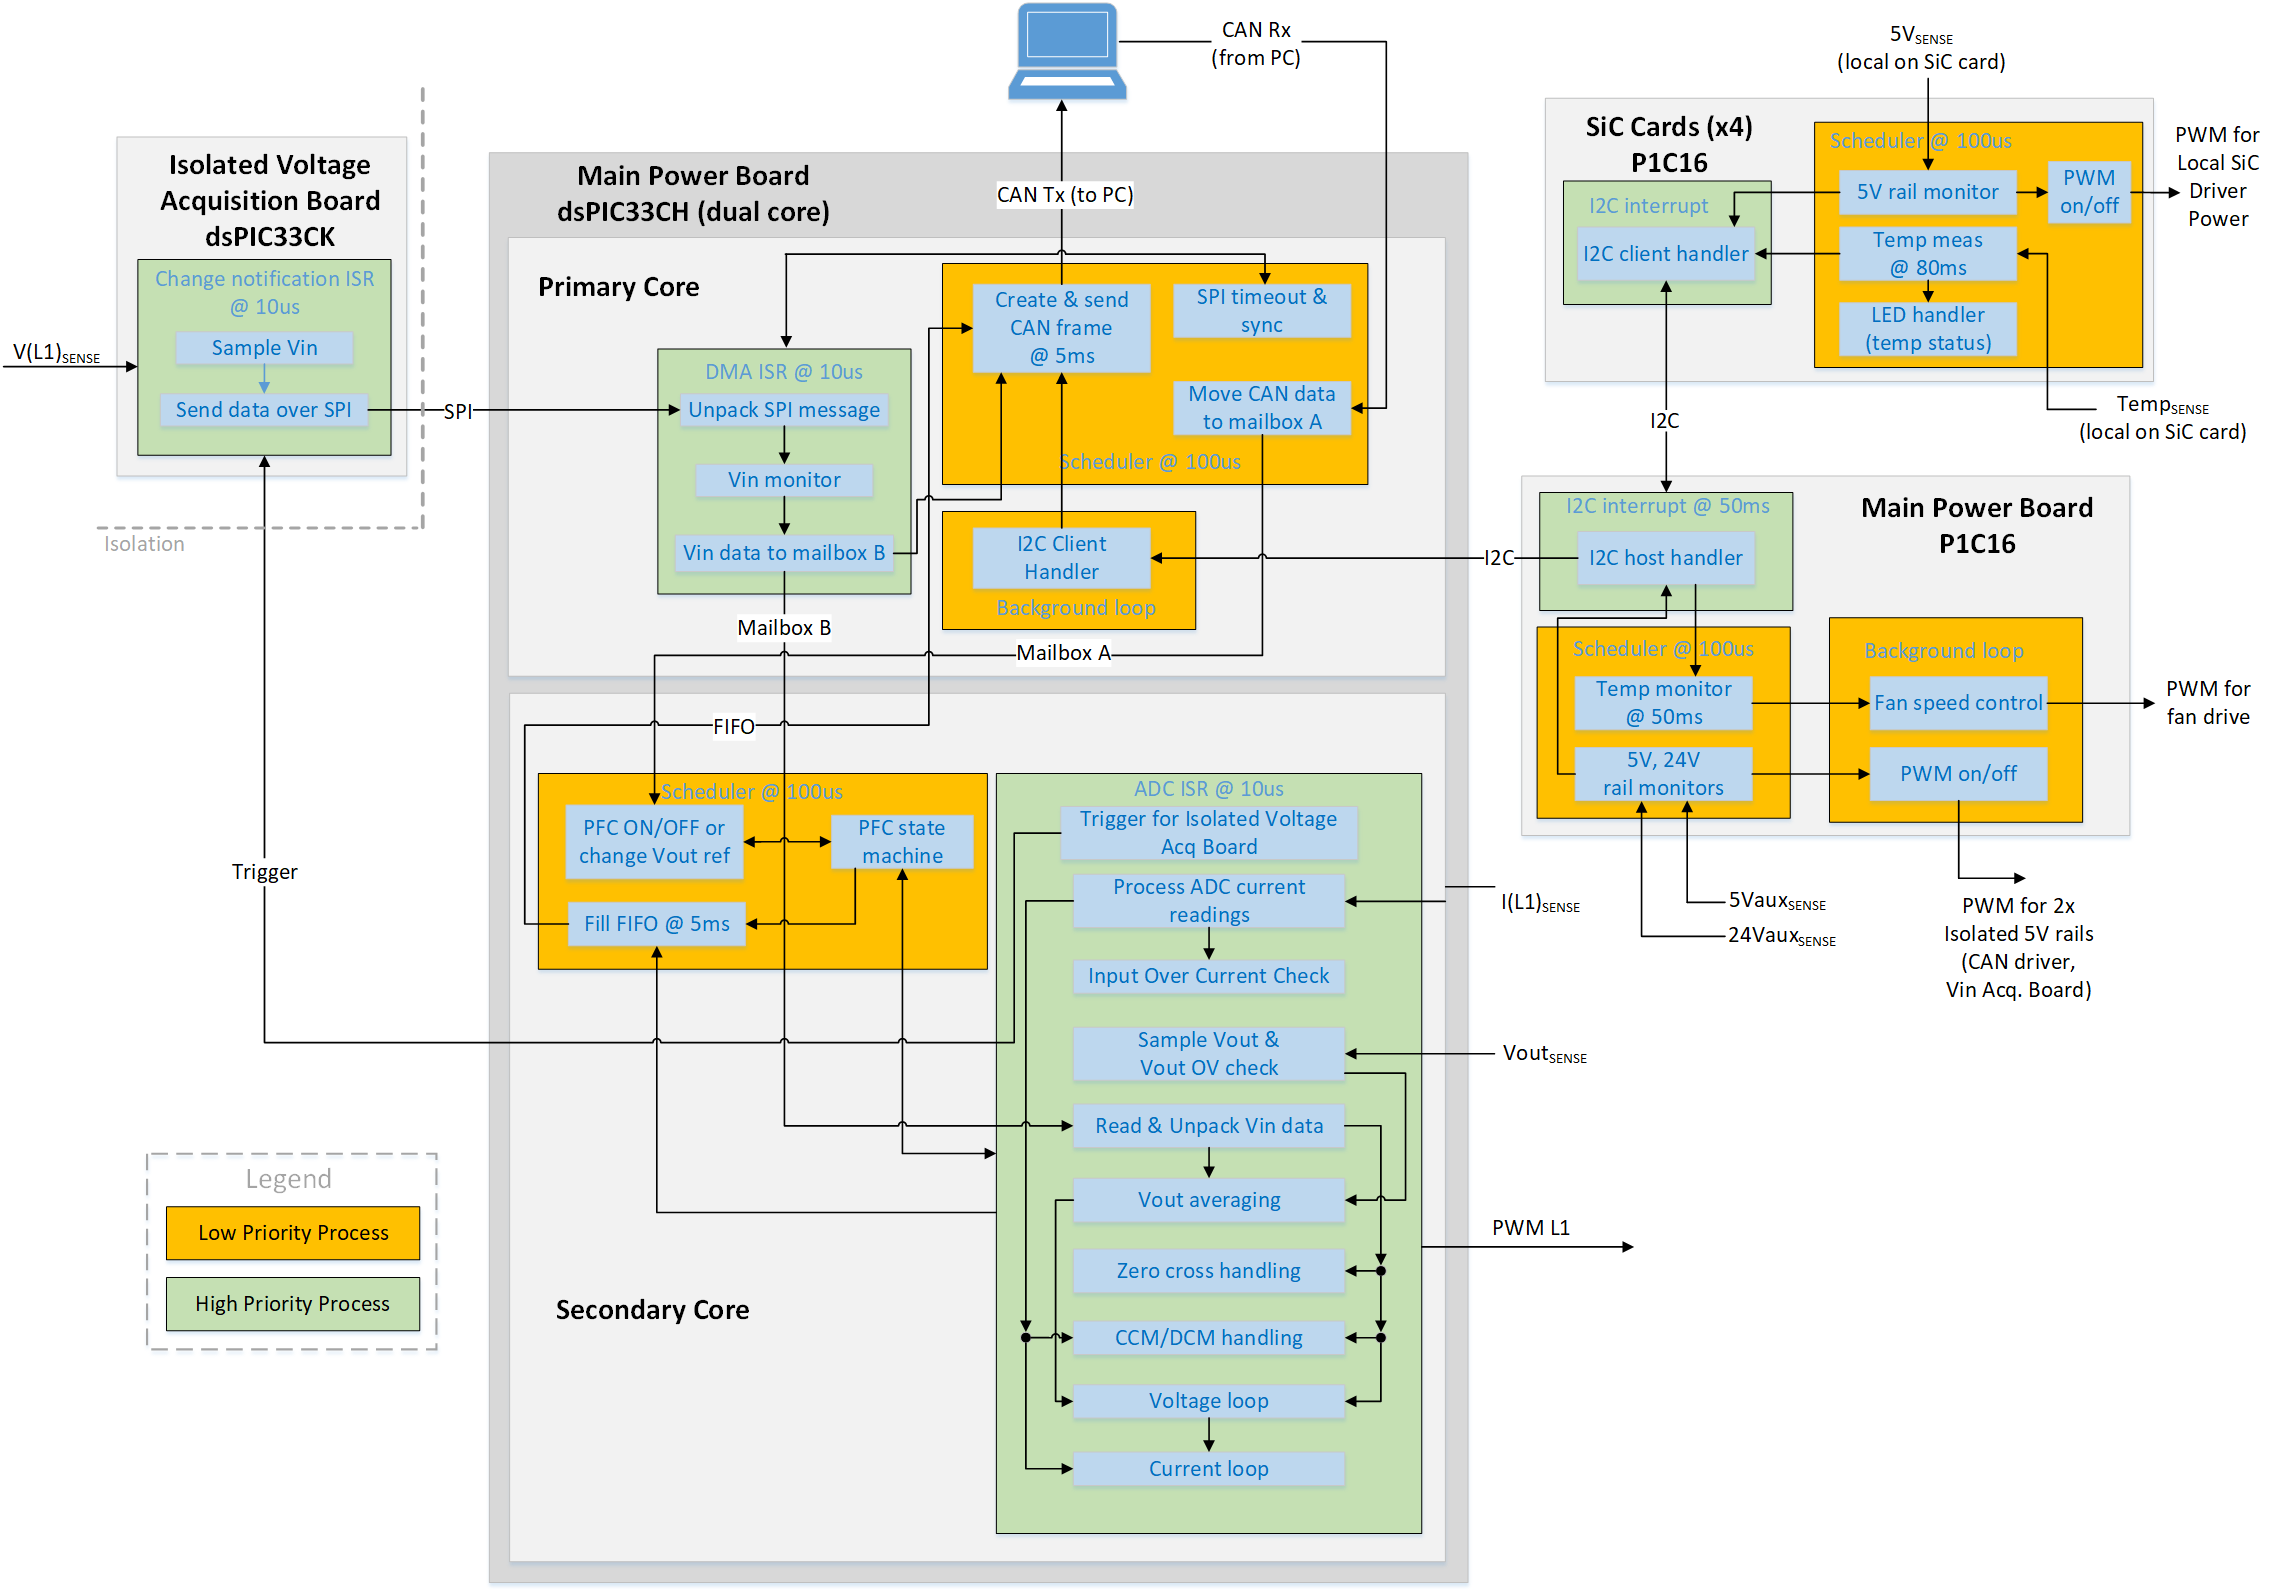 CAN Rx
(from PC)
5VSENSE
(local on SiC card)
SiC Cards (x4)
P1C16
Scheduler @ 100us
5V rail monitor
PWM
on/off
PWM for
Local SiC
Driver
Power
I2C interrupt
I2C client handler
Temp meas
@ 80ms
LED handler
(temp status)
TempSENSE
(local on SiC card)
I2C
Isolated Voltage
Acquisition Board
dsPIC33CK
Change notification ISR
@ 10us
Sample Vin
Send data over SPI
V(L1)SENSE
Isolation
SPI
Trigger
Main Power Board
dsPIC33CH (dual core)
CAN Tx (to PC)
Primary Core
Create & send
CAN frame
@ 5ms
SPI timeout &
sync
Move CAN data
to mailbox A
Scheduler @ 100us
DMA ISR @ 10us
Unpack SPI message
Vin monitor
Vin data to mailbox B
I2C Client
Handler
Background loop
Mailbox B
Mailbox A
I2C
Main Power Board
P1C16
I2C interrupt @ 50ms
I2C host handler
Scheduler @ 100us
Temp monitor
@ 50ms
5V, 24V
rail monitors
Background loop
Fan speed control
PWM on/off
PWM for
fan drive
5VauxSENSE
24VauxSENSE
PWM for 2x
Isolated 5V rails
(CAN driver,
Vin Acq. Board)
FIFO
Scheduler @ 100us
PFC ON/OFF or
change Vout ref
PFC state
machine
Fill FIFO @ 5ms
Secondary Core
ADC ISR @ 10us
Trigger for Isolated Voltage
Acq Board
Process ADC current
readings
Input Over Current Check
Sample Vout &
Vout OV check
Read & Unpack Vin data
Vout averaging
Zero cross handling
CCM/DCM handling
Voltage loop
Current loop
I(L1)SENSE
VoutSENSE
PWM L1
Legend
Low Priority Process
High Priority Process